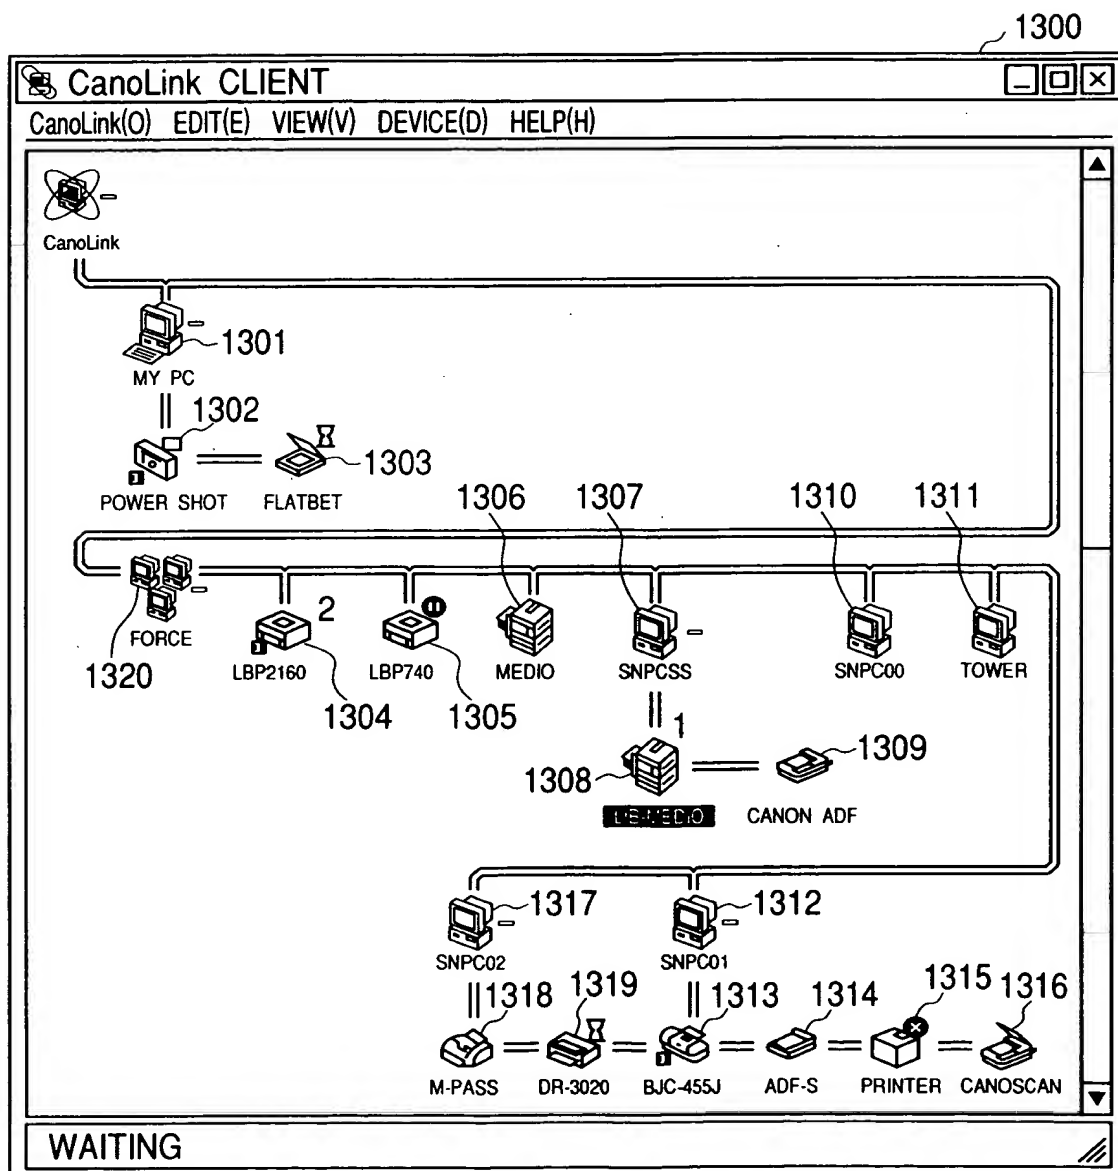 1300
CanoLink CLIENT
CanoLink(O) EDIT(E) VIEW(V) DEVICE(D) HELP(H)
CanoLink
1301
MY PC
1302
1303
POWER SHOT FLATBET
1306 1307 1310 1311
2
FORCE LBP2160 LBP740 MEDIO SNPCSS SNPC00 TOWER
1320 1304 1305
1
1308 1309
CANON ADF
1317 1312
SNPC02 SNPC01
1318 1319 1313 1314 1315 1316
M-PASS DR-3020 BJC-455J ADF-S PRINTER CANOSCAN
WAITING